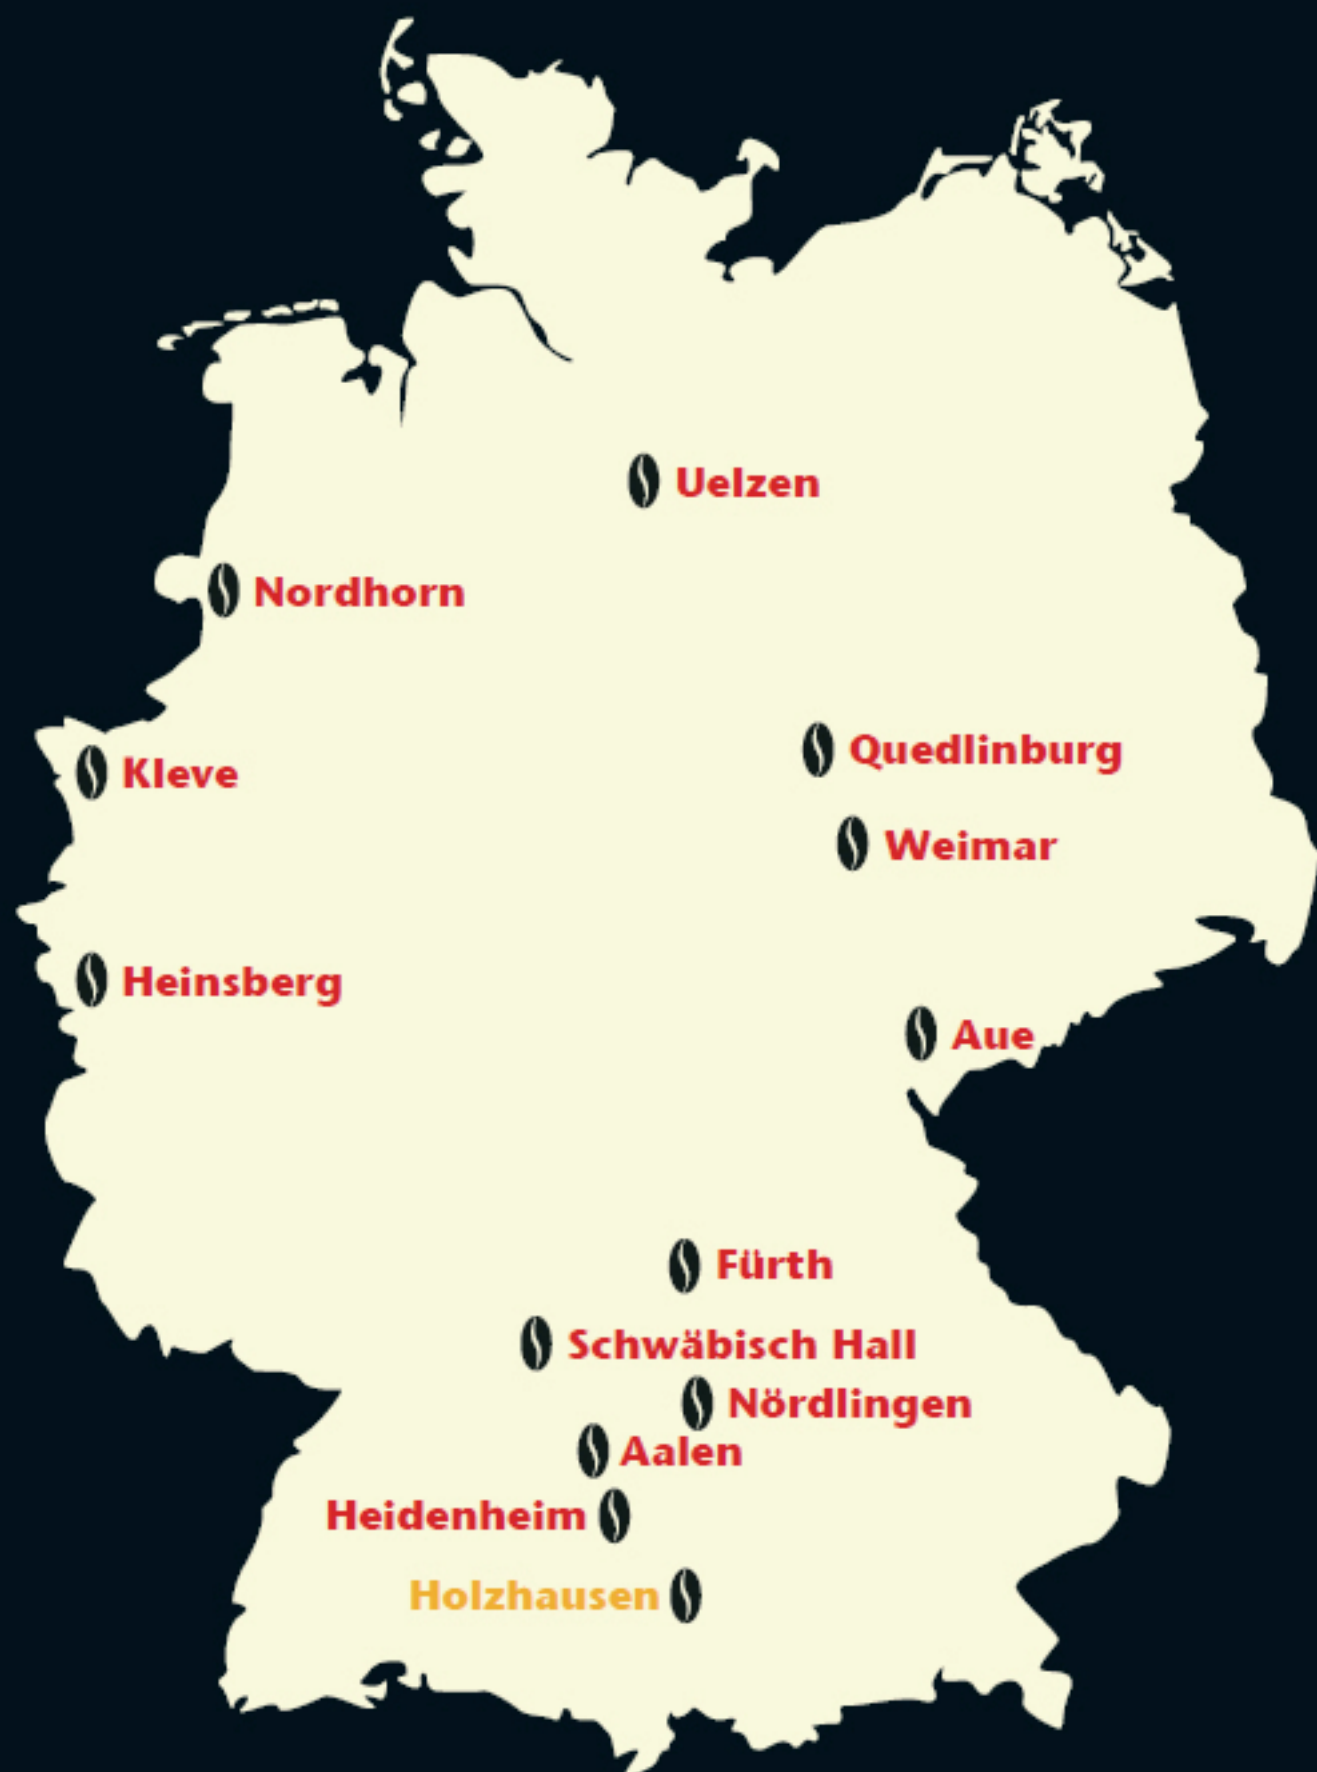 Uelzen
Nordhorn
Quedlinburg
Kleve
Weimar
Heinsberg
Aue
Fürth
Schwäbisch Hall
Nördlingen
Aalen
Heidenheim
Holzhausen